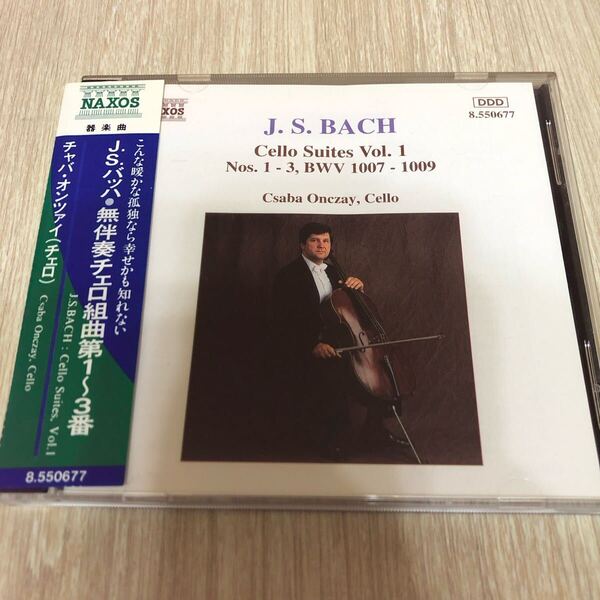 NAXOS
器楽曲
こんな暖かな孤独なら幸せかも知れない
J.S.バッハ●無伴奏チェロ組曲第1〜3番
J.S.BACH : Cello Suites, Vol.1
チャバ・オンツァイ(チェロ)
Csaba Onczay, Cello
8.550677
NAXOS
DDD
8.550677
J. S. BACH
Cello Suites Vol. 1
Nos. 1 - 3, BWV 1007 - 1009
Csaba Onczay, Cello